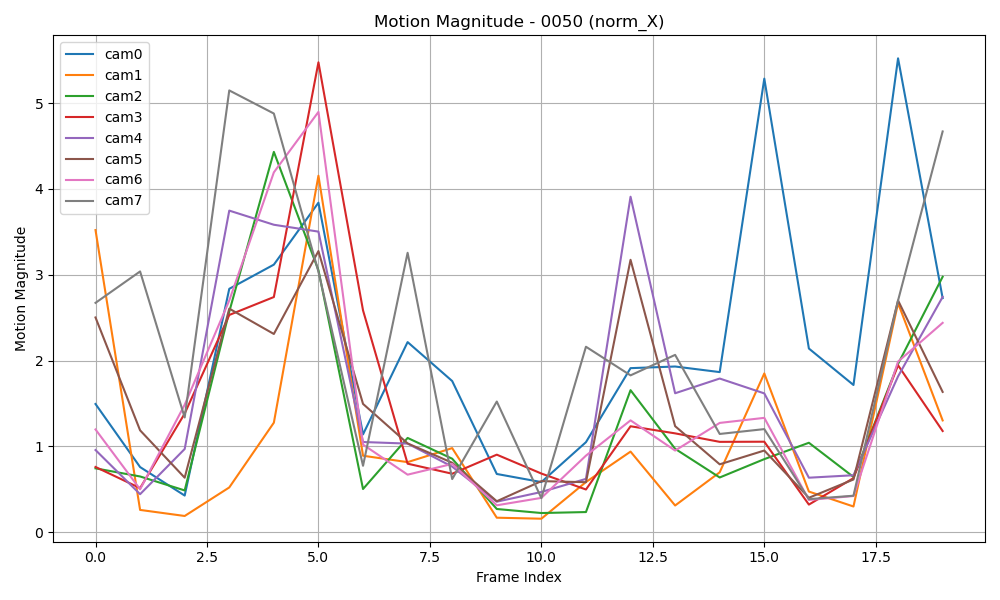 Motion Magnitude - 0050 (norm_X)
cam0
cam1
cam2
cam3
cam4
cam5
cam6
cam7
Motion Magnitude
5
4
3
2
1
0
0.0 2.5 5.0 7.5 10.0 12.5 15.0 17.5
Frame Index